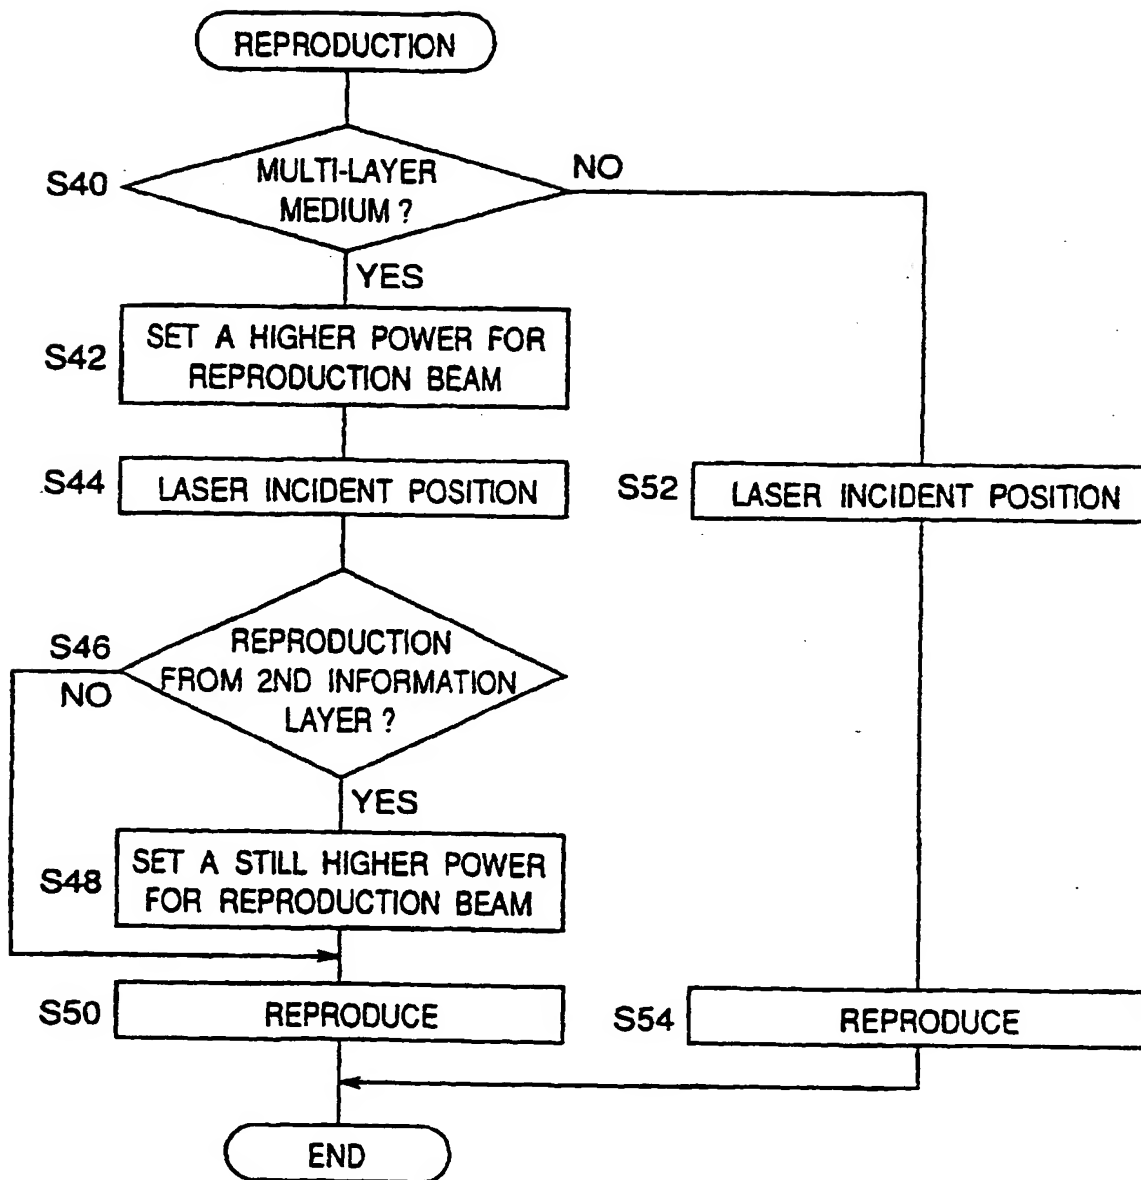 REPRODUCTION
S40
MULTI-LAYER
MEDIUM ?
NO
YES
S42
SET A HIGHER POWER FOR
REPRODUCTION BEAM
S44
LASER INCIDENT POSITION
S52
LASER INCIDENT POSITION
S46
NO
REPRODUCTION
FROM 2ND INFORMATION
LAYER ?
YES
S48
SET A STILL HIGHER POWER
FOR REPRODUCTION BEAM
S50
REPRODUCE
S54
REPRODUCE
END